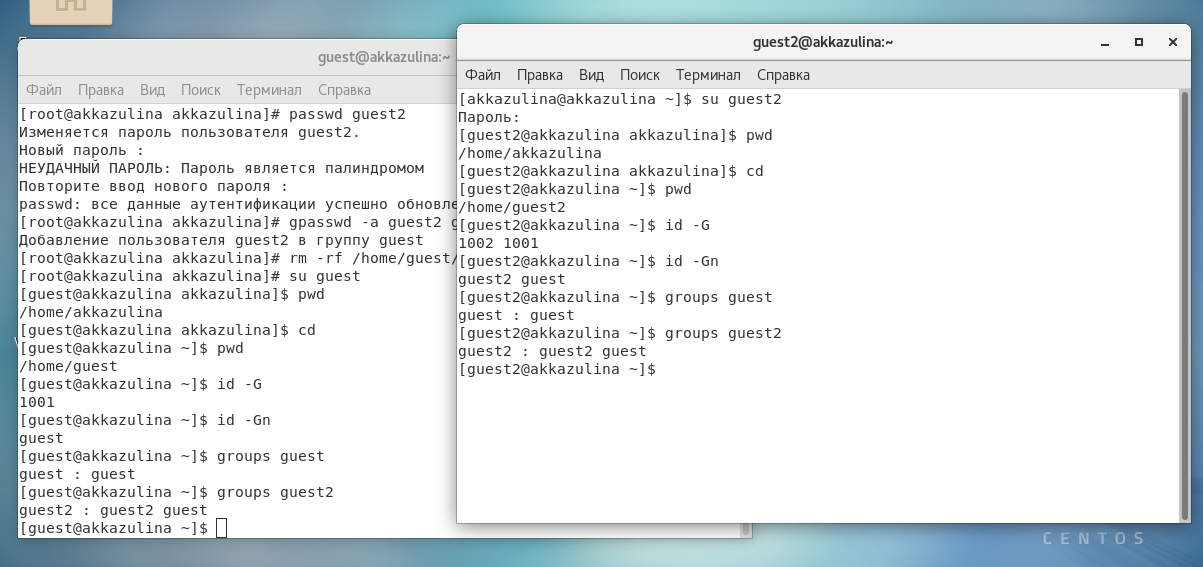 guest@akkazulina:~
Файл Правка Вид Поиск Терминал Справка
[root@akkazulina akkazulina]# passwd guest2
Изменяется пароль пользователя guest2.
Новый пароль :
НЕУДАЧНЫЙ ПАРОЛЬ: Пароль является палиндромом
Повторите ввод нового пароля :
passwd: все данные аутентификации успешно обновле
[root@akkazulina akkazulina]# gpasswd -a guest2 g
Добавление пользователя guest2 в группу guest
[root@akkazulina akkazulina]# rm -rf /home/guest/
[root@akkazulina akkazulina]# su guest
[guest@akkazulina akkazulina]$ pwd
/home/akkazulina
[guest@akkazulina akkazulina]$ cd
[guest@akkazulina ~]$ pwd
/home/guest
[guest@akkazulina ~]$ id -G
1001
[guest@akkazulina ~]$ id -Gn
guest
[guest@akkazulina ~]$ groups guest
guest : guest
[guest@akkazulina ~]$ groups guest2
guest2 : guest2 guest
[guest@akkazulina ~]$
guest2@akkazulina:~
Файл Правка Вид Поиск Терминал Справка
[akkazulina@akkazulina ~]$ su guest2
Пароль:
[guest2@akkazulina akkazulina]$ pwd
/home/akkazulina
[guest2@akkazulina akkazulina]$ cd
[guest2@akkazulina ~]$ pwd
/home/guest2
[guest2@akkazulina ~]$ id -G
1002 1001
[guest2@akkazulina ~]$ id -Gn
guest2 guest
[guest2@akkazulina ~]$ groups guest
guest : guest
[guest2@akkazulina ~]$ groups guest2
guest2 : guest2 guest
[guest2@akkazulina ~]$
CENTOS